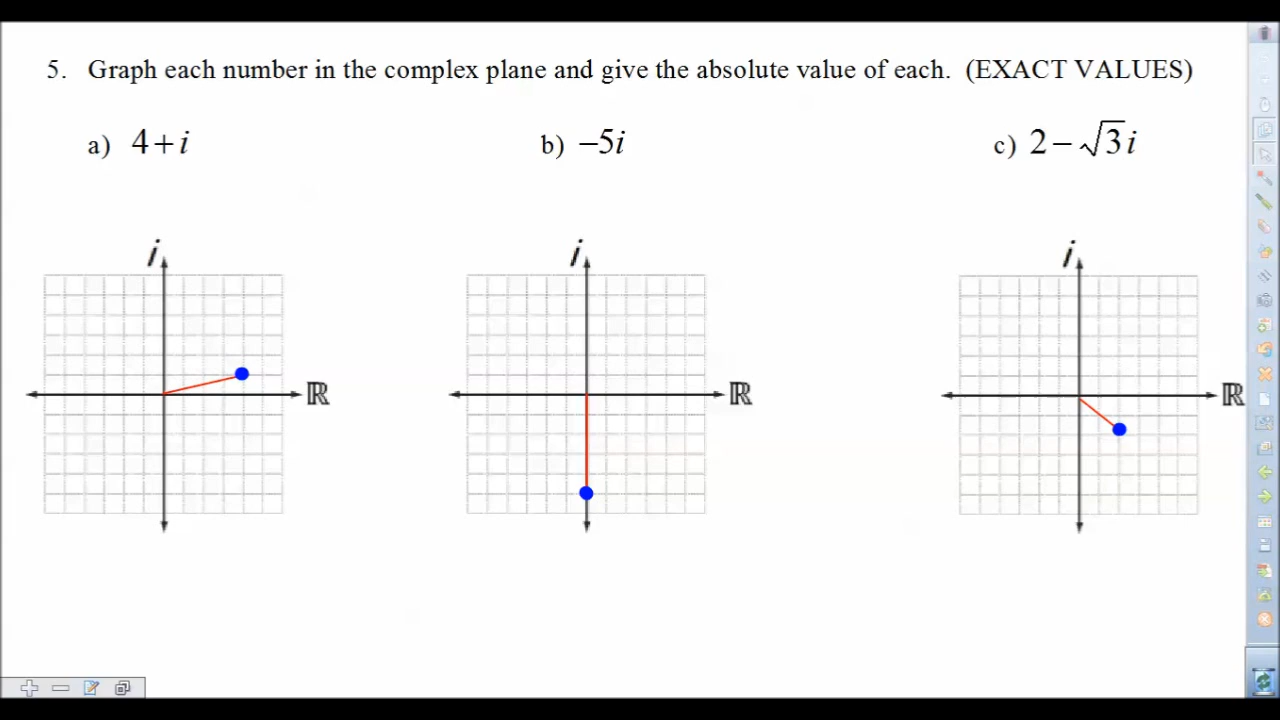 5. Graph each number in the complex plane and give the absolute value of each. (EXACT VALUES)
a) 4+i
b) −5i
c) 2−√3i
i
i
i
ℝ
ℝ
ℝ